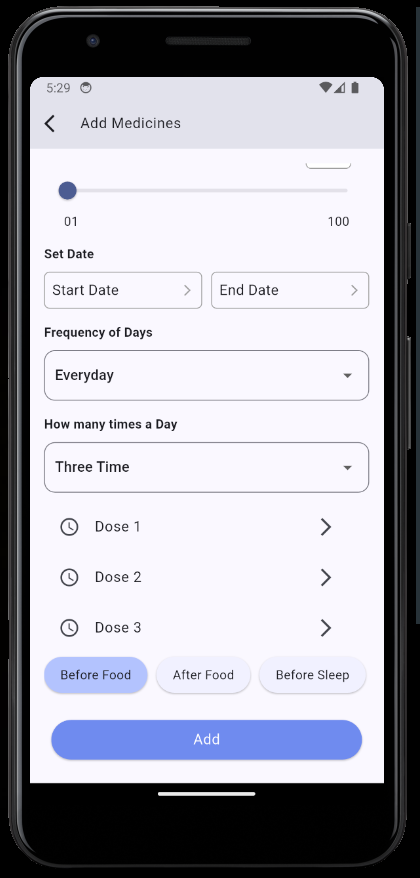 5:29
Add Medicines
01 100
Set Date
Start Date End Date
Frequency of Days
Everyday
How many times a Day
Three Time
Dose 1
Dose 2
Dose 3
Before Food After Food Before Sleep
Add